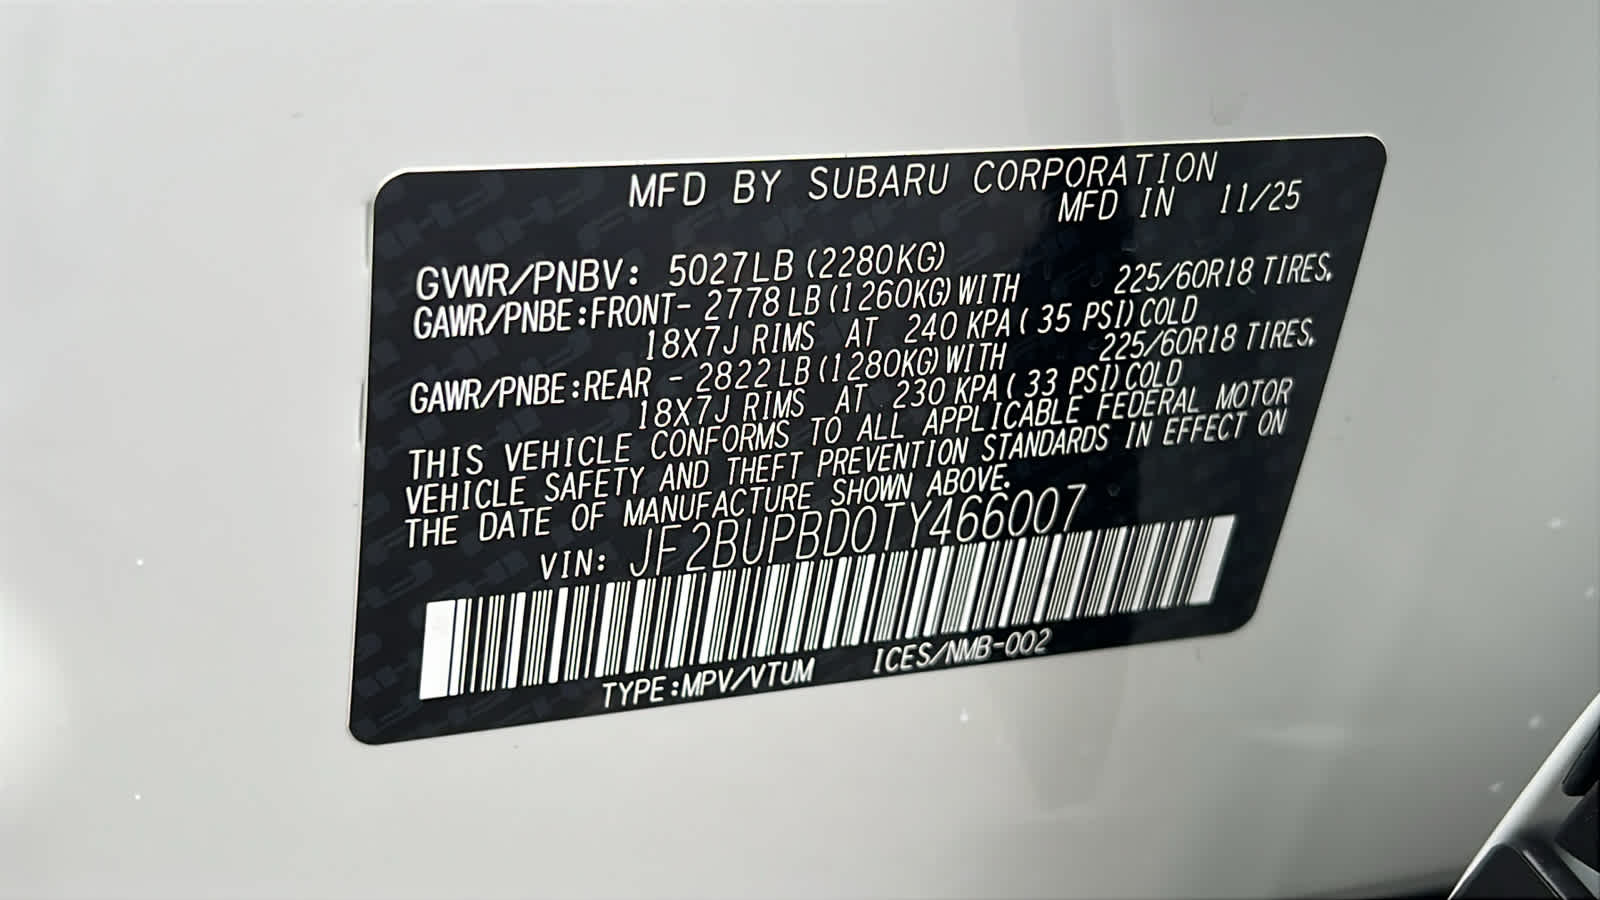 MFD BY SUBARU CORPORATION
MFD IN 11/25
GVWR/PNBV: 5027LB (2280KG)
GAWR/PNBE:FRONT- 2778 LB (1260KG) WITH 225/60R18 TIRES,
18X7J RIMS AT 240 KPA ( 35 PSI) COLD
GAWR/PNBE:REAR - 2822 LB (1280KG) WITH 225/60R18 TIRES,
18X7J RIMS AT 230 KPA ( 33 PSI) COLD
THIS VEHICLE CONFORMS TO ALL APPLICABLE FEDERAL MOTOR
VEHICLE SAFETY AND THEFT PREVENTION STANDARDS IN EFFECT ON
THE DATE OF MANUFACTURE SHOWN ABOVE.
VIN: JF2BUPBD0TY466007
TYPE:MPV/VTUM ICES/NMB-002